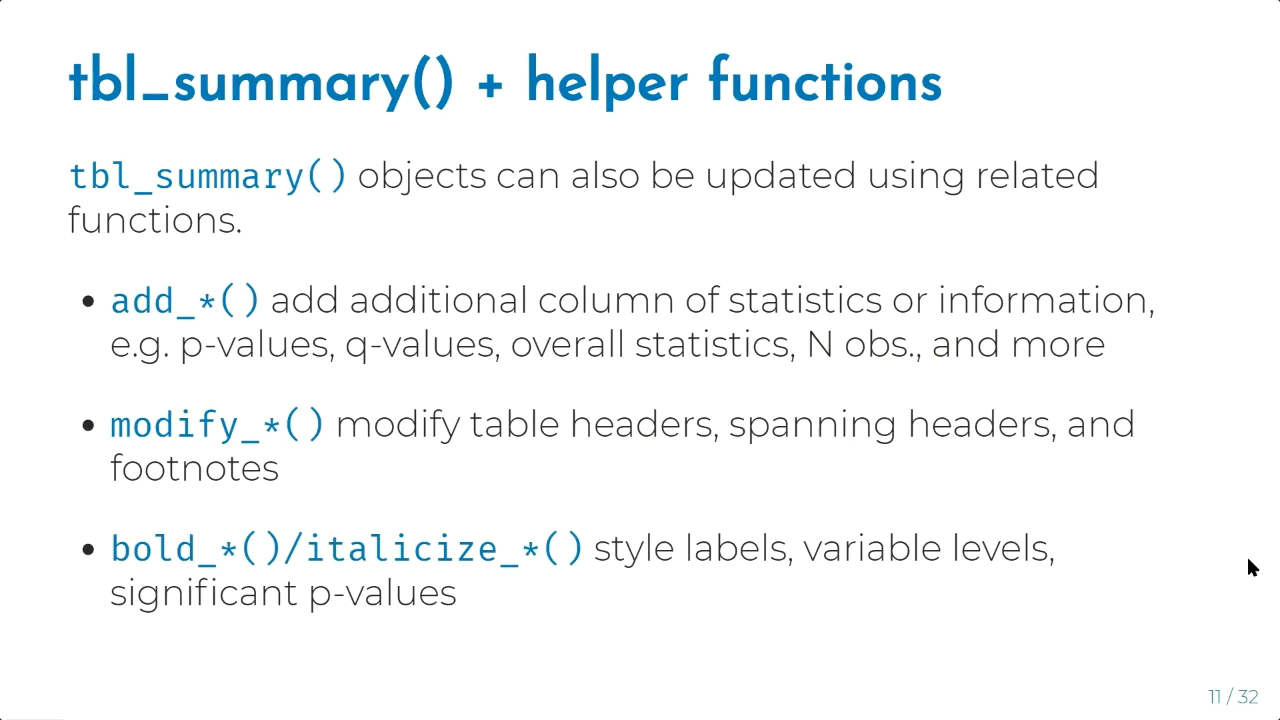 tbl_summary() + helper functions
tbl_summary() objects can also be updated using related
functions.
• add_*() add additional column of statistics or information,
e.g. p-values, q-values, overall statistics, N obs., and more
• modify_*() modify table headers, spanning headers, and
footnotes
• bold_*()/italicize_*() style labels, variable levels,
significant p-values
11 / 32